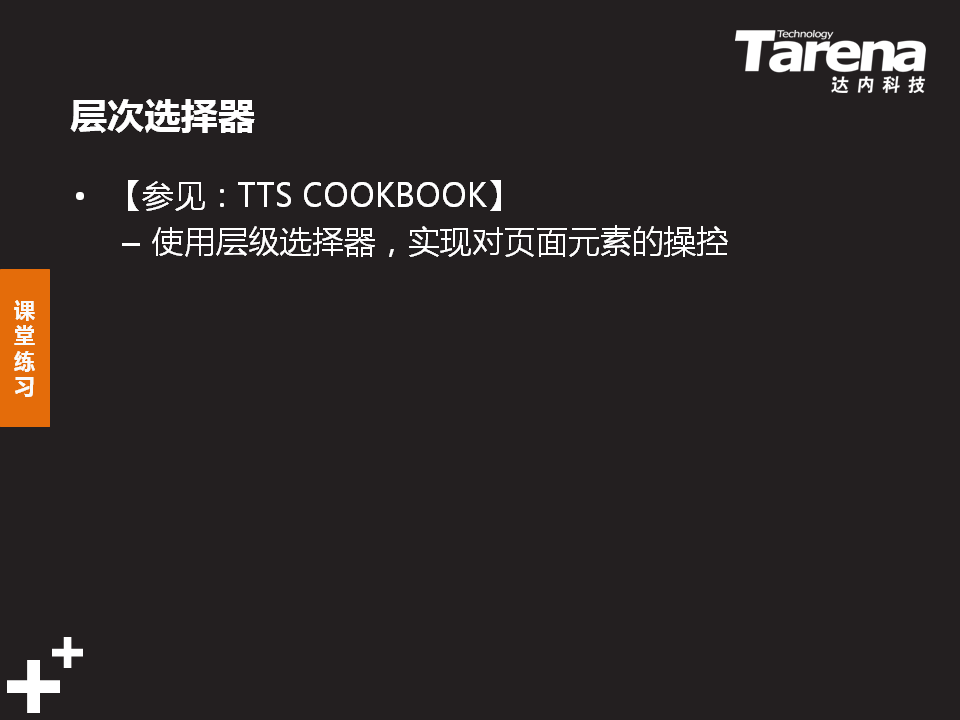 Technology
Tarena
达内科技
层次选择器
• 【参见：TTS COOKBOOK】
– 使用层级选择器，实现对页面元素的操控
课
堂
练
习